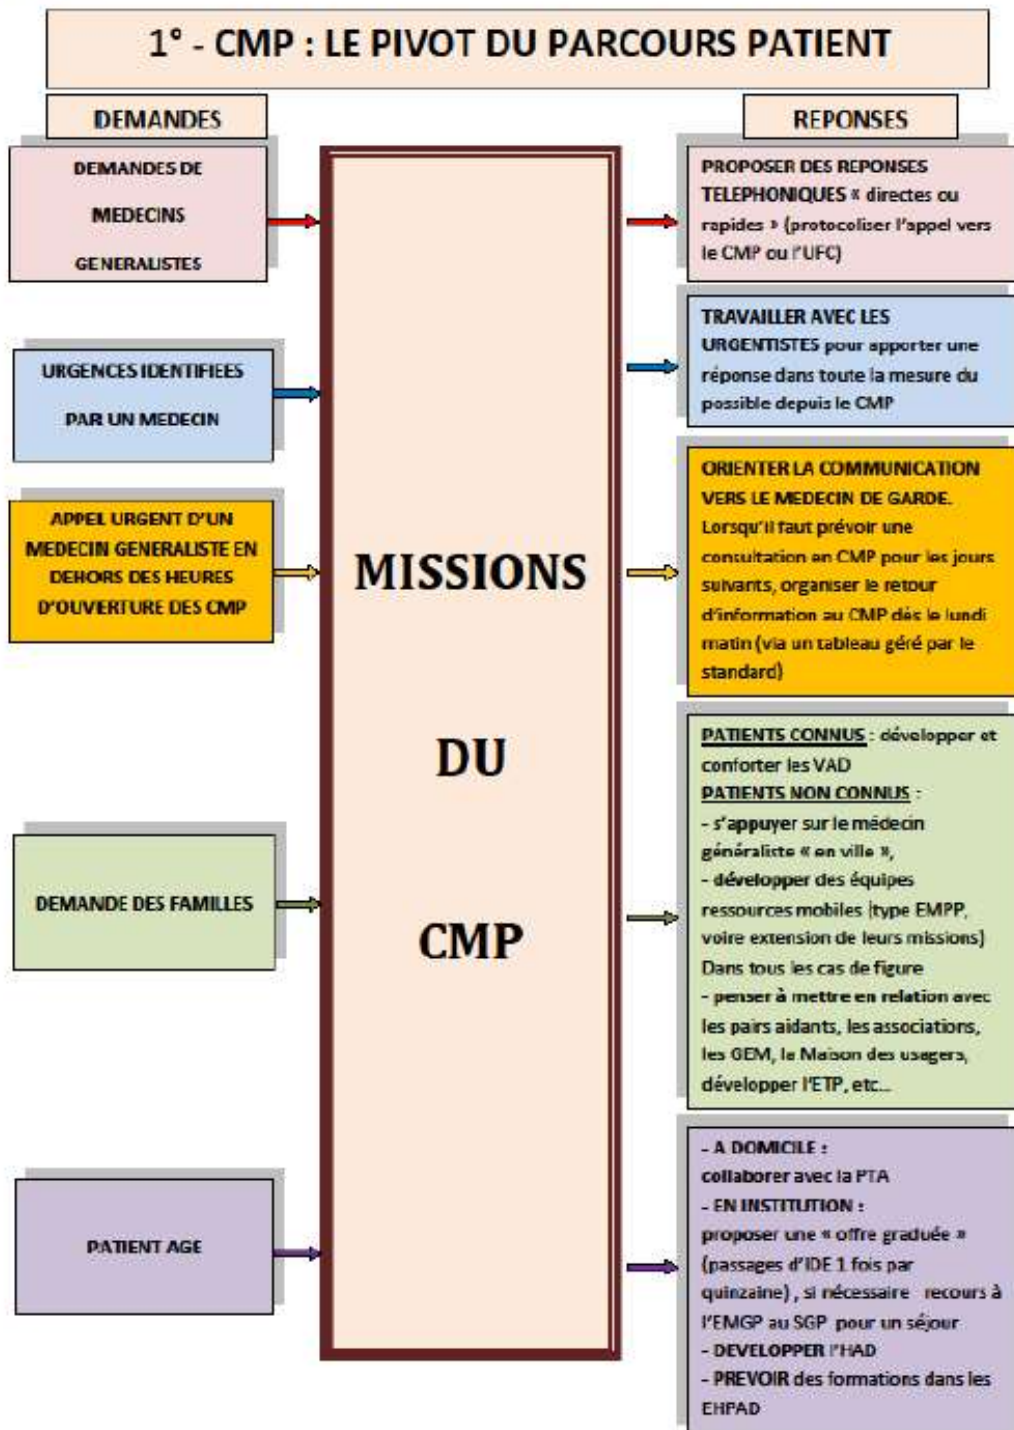 1° - CMP : LE PIVOT DU PARCOURS PATIENT
DEMANDES
REPONSES
DEMANDES DE
MEDECINS
GENERALISTES
PROPOSER DES REPONSES
TELEPHONIQUES « directes ou
rapides » (protocoliser l'appel vers
le CMP ou l'UFC)
URGENCES IDENTIFIEES
PAR UN MEDECIN
TRAVAILLER AVEC LES
URGENTISTES pour apporter une
réponse dans toute la mesure du
possible depuis le CMP
APPEL URGENT D'UN
MEDECIN GENERALISTE EN
DEHORS DES HEURES
D'OUVERTURE DES CMP
ORIENTER LA COMMUNICATION
VERS LE MEDECIN DE GARDE.
Lorsqu'il faut prévoir une
consultation en CMP pour les jours
suivants, organiser le retour
d'information au CMP dès le lundi
matin (via un tableau géré par le
standard)
MISSIONS
DU
CMP
DEMANDE DES FAMILLES
PATIENTS CONNUS : développer et
conforter les VAD
PATIENTS NON CONNUS :
- s'appuyer sur le médecin
généraliste « en ville »,
- développer des équipes
ressources mobiles (type EMPP,
voire extension de leurs missions)
Dans tous les cas de figure
- penser à mettre en relation avec
les pairs aidants, les associations,
les GEM, la Maison des usagers,
développer l'ETP, etc...
PATIENT AGE
- A DOMICILE :
collaborer avec la PTA
- EN INSTITUTION :
proposer une « offre graduée »
(passages d'IDE 1 fois par
quinzaine) , si nécessaire recours à
l'EMGP au SGP pour un séjour
- DEVELOPPER l'HAD
- PREVOIR des formations dans les
EHPAD